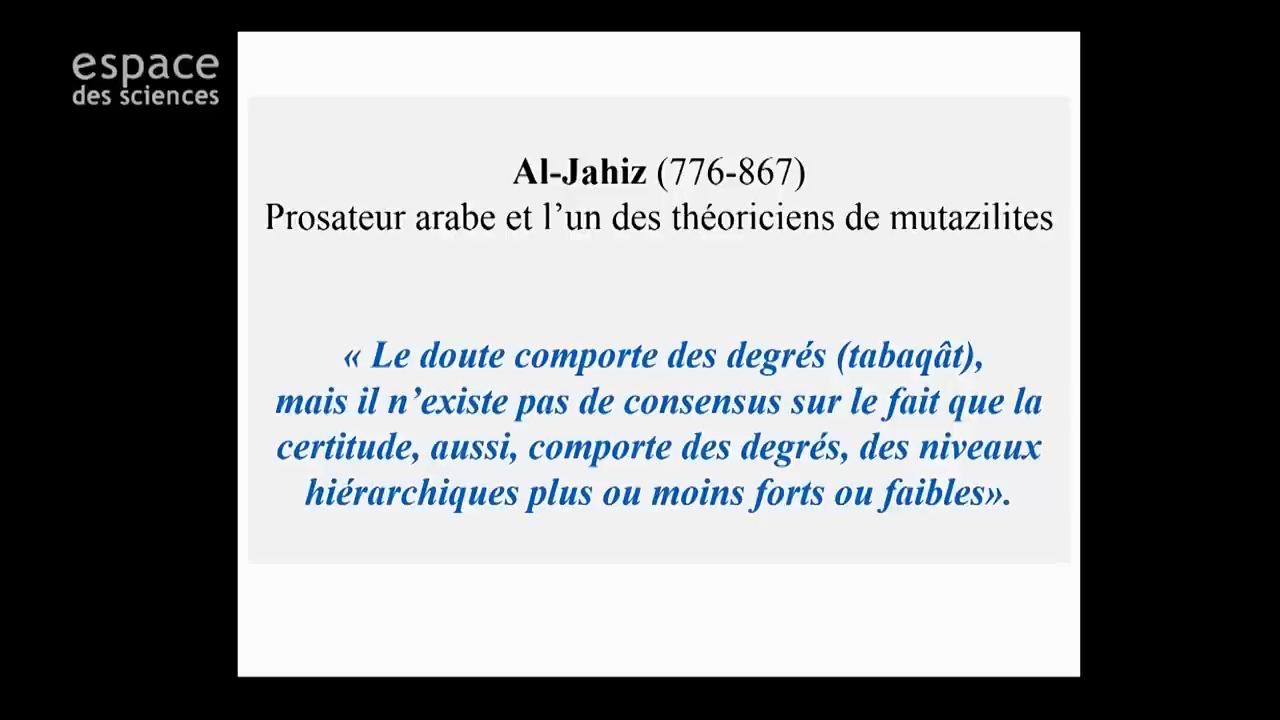 espace
des sciences
Al-Jahiz (776-867)
Prosateur arabe et l’un des théoriciens de mutazilites
« Le doute comporte des degrés (tabaqât),
mais il n’existe pas de consensus sur le fait que la
certitude, aussi, comporte des degrés, des niveaux
hiérarchiques plus ou moins forts ou faibles».